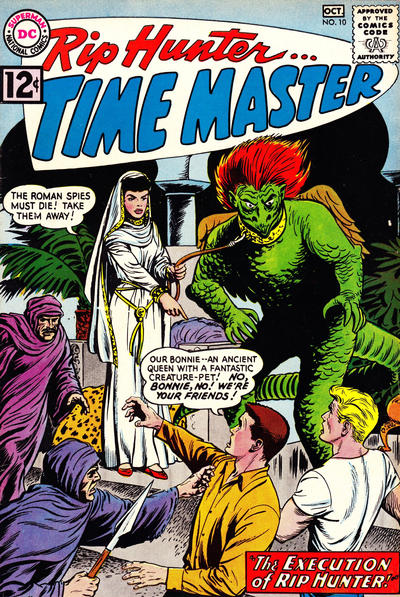 SUPERMAN
DC
NATIONAL COMICS
OCT.
NO. 10
APPROVED
BY THE
COMICS
CODE
CA
AUTHORITY
Rip Hunter...
12¢
TIME MASTER
THE ROMAN SPIES
MUST DIE! TAKE
THEM AWAY!
OUR BONNIE--AN ANCIENT
QUEEN WITH A FANTASTIC
CREATURE-PET! NO,
BONNIE, NO! WE'RE
YOUR FRIENDS!
"The EXECUTION
of RIP HUNTER!"